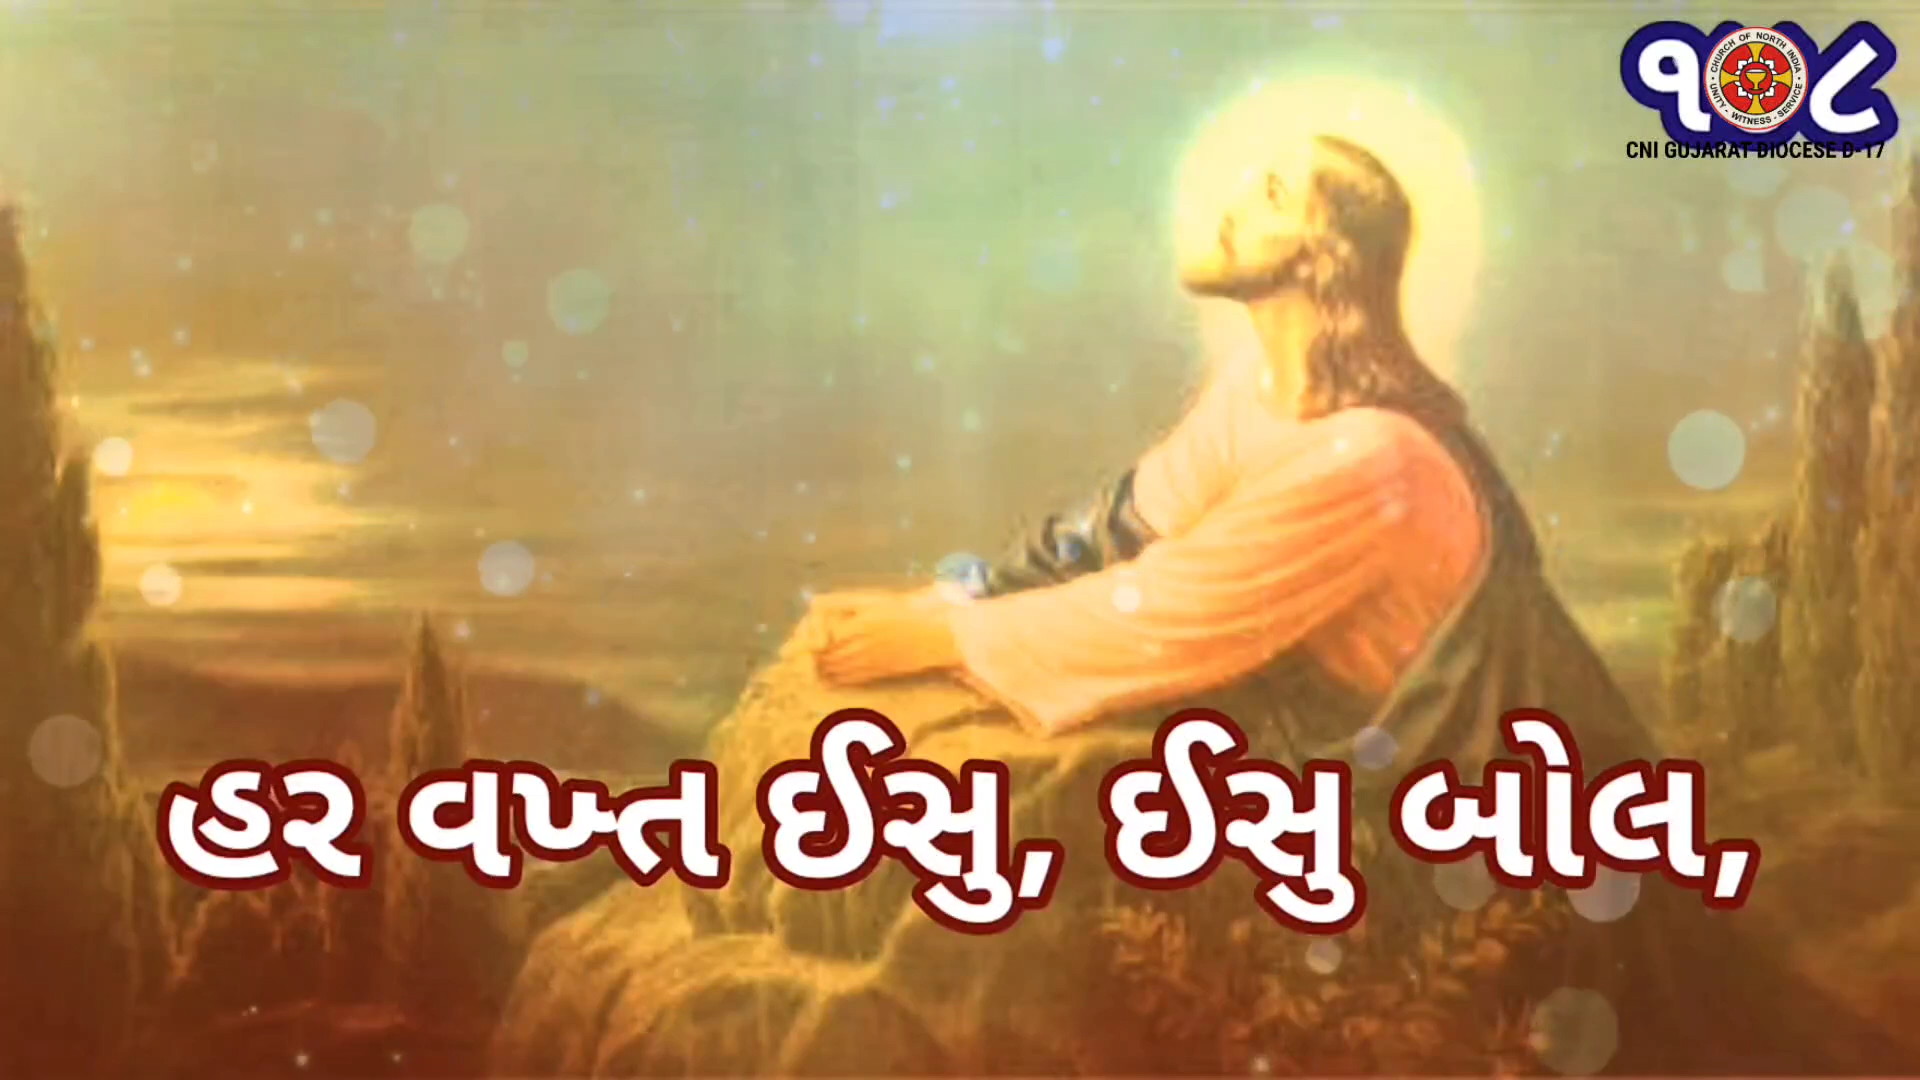 ૧૦૮
CHURCH OF NORTH INDIA
UNITY - WITNESS - SERVICE
CNI GUJARAT DIOCESE D-17
હર વખ્ત ઈસુ, ઈસુ બોલ,